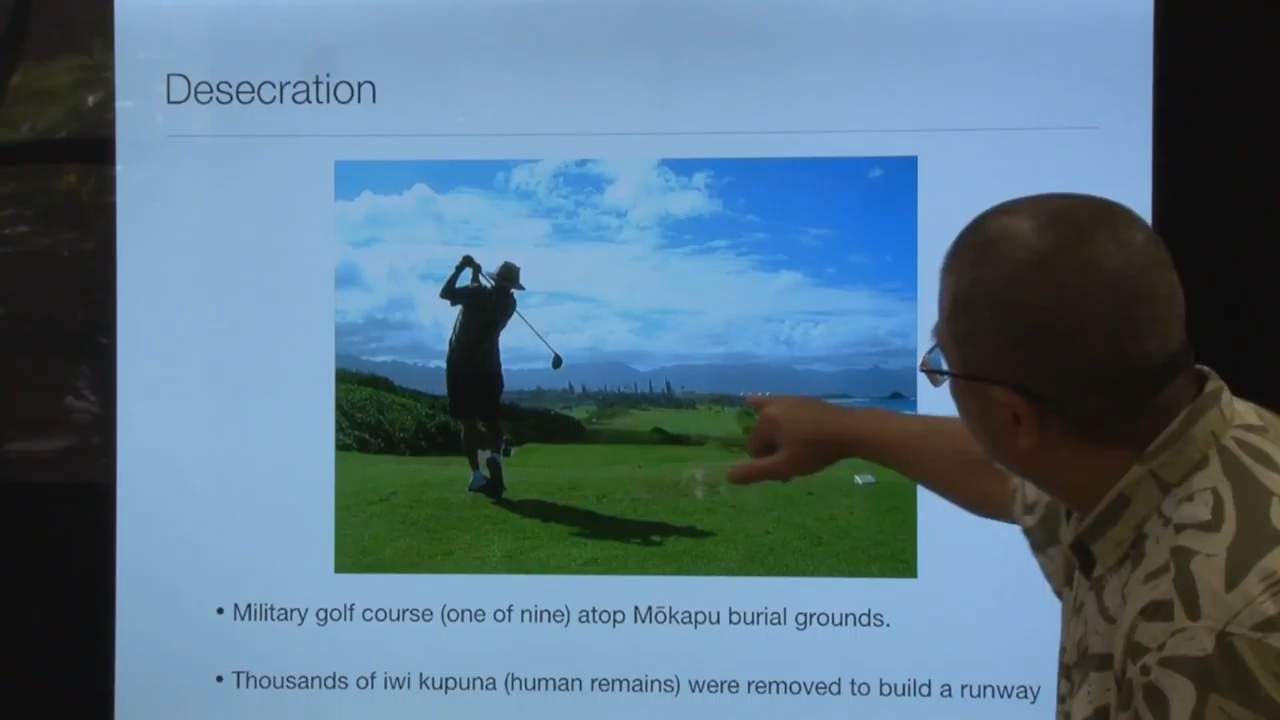 Desecration
• Military golf course (one of nine) atop Mōkapu burial grounds.
• Thousands of iwi kupuna (human remains) were removed to build a runway